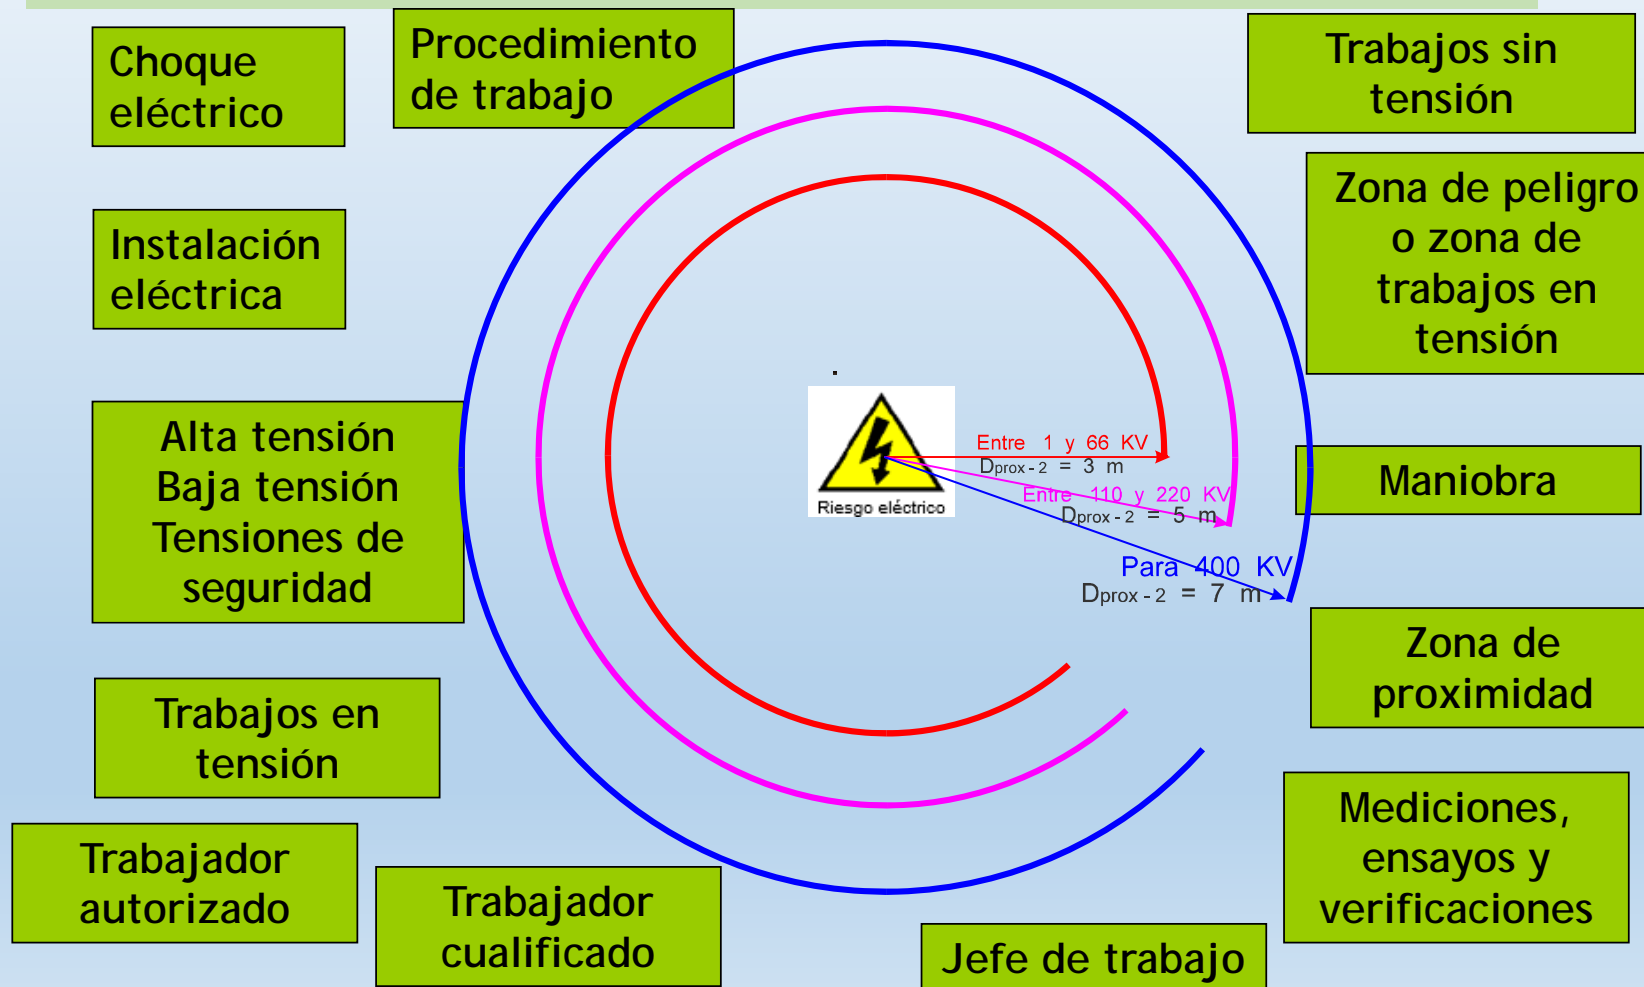 Choque
eléctrico
Procedimiento
de trabajo
Trabajos sin
tensión
Zona de peligro
o zona de
trabajos en
tensión
Instalación
eléctrica
Alta tensión
Baja tensión
Tensiones de
seguridad
Riesgo eléctrico
Entre 1 y 66 KV
Dprox - 2 = 3 m
Entre 110 y 220 KV
Dprox - 2 = 5 m
Para 400 KV
Dprox - 2 = 7 m
Maniobra
Zona de
proximidad
Trabajos en
tensión
Mediciones,
ensayos y
verificaciones
Trabajador
autorizado
Trabajador
cualificado
Jefe de trabajo